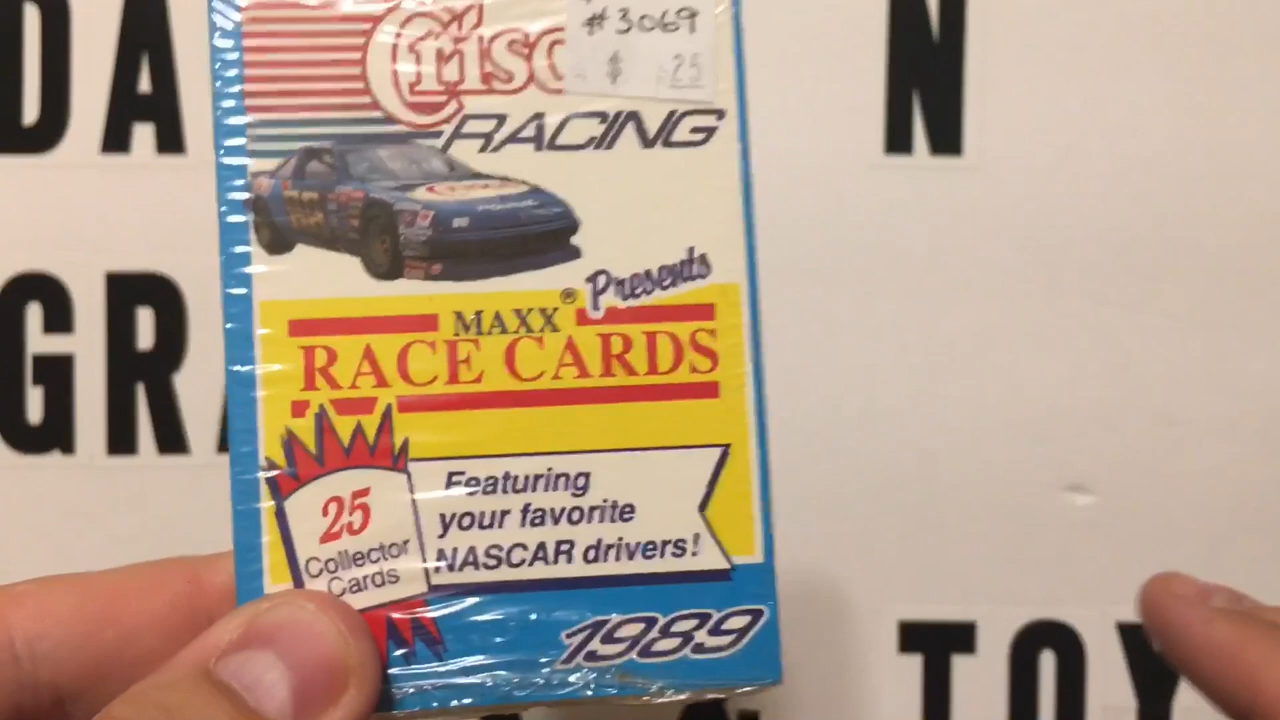 #3069
$ .25
Crisco
RACING
Presents
MAXX®
RACE CARDS
25
Collector
Cards
Featuring
your favorite
NASCAR drivers!
1989
DA
N
GRA
TOY